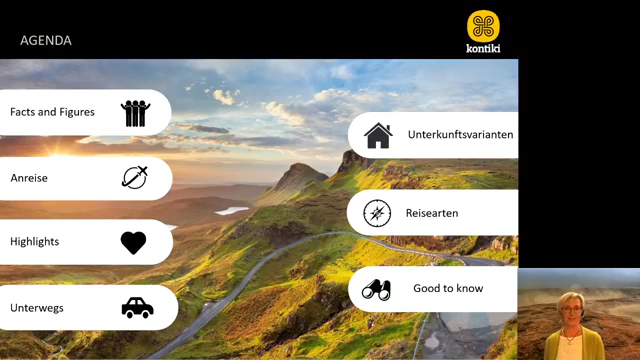 AGENDA
kontiki
Facts and Figures
Anreise
Highlights
Unterwegs
Unterkunftsvarianten
Reisearten
Good to know